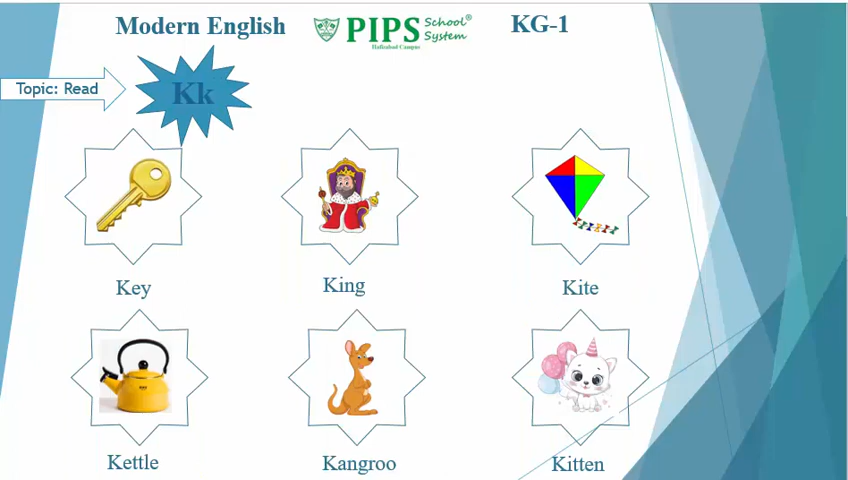 Modern English
PIPS School System®
Hafizabad Campus
KG-1
Topic: Read
Kk
Key
King
Kite
Kettle
Kangroo
Kitten